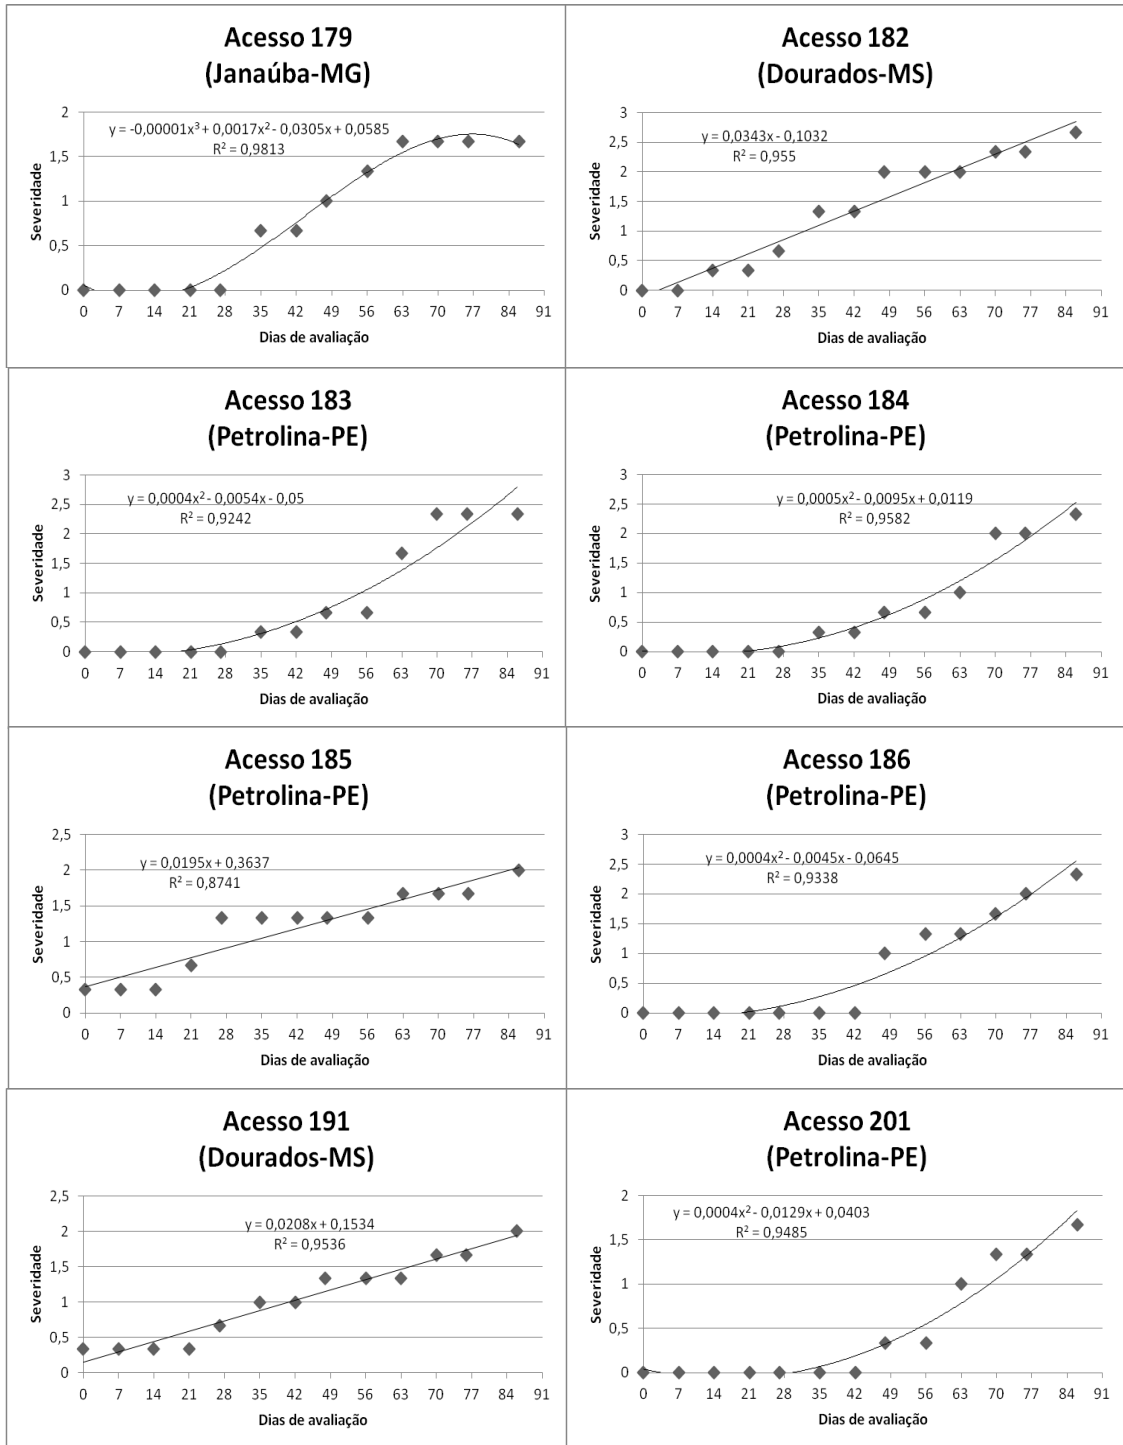 Acesso 179
(Janaúba-MG)
y = -0,00001x³ + 0,0017x² - 0,0305x + 0,0585
R² = 0,9813
2
1,5
1
0,5
0
Severidade
0 7 14 21 28 35 42 49 56 63 70 77 84 91
Dias de avaliação
Acesso 182
(Dourados-MS)
y = 0,0343x - 0,1032
R² = 0,955
3
2,5
2
1,5
1
0,5
0
Severidade
0 7 14 21 28 35 42 49 56 63 70 77 84 91
Dias de avaliação
Acesso 183
(Petrolina-PE)
y = 0,0004x² - 0,0054x - 0,05
R² = 0,9242
3
2,5
2
1,5
1
0,5
0
Severidade
0 7 14 21 28 35 42 49 56 63 70 77 84 91
Dias de avaliação
Acesso 184
(Petrolina-PE)
y = 0,0005x² - 0,0095x + 0,0119
R² = 0,9582
3
2,5
2
1,5
1
0,5
0
Severidade
0 7 14 21 28 35 42 49 56 63 70 77 84 91
Dias de avaliação
Acesso 185
(Petrolina-PE)
y = 0,0195x + 0,3637
R² = 0,8741
2,5
2
1,5
1
0,5
0
Severidade
0 7 14 21 28 35 42 49 56 63 70 77 84 91
Dias de avaliação
Acesso 186
(Petrolina-PE)
y = 0,0004x² - 0,0045x - 0,0645
R² = 0,9338
3
2,5
2
1,5
1
0,5
0
Severidade
0 7 14 21 28 35 42 49 56 63 70 77 84 91
Dias de avaliação
Acesso 191
(Dourados-MS)
y = 0,0208x + 0,1534
R² = 0,9536
2,5
2
1,5
1
0,5
0
Severidade
0 7 14 21 28 35 42 49 56 63 70 77 84 91
Dias de avaliação
Acesso 201
(Petrolina-PE)
y = 0,0004x² - 0,0129x + 0,0403
R² = 0,9485
2
1,5
1
0,5
0
Severidade
0 7 14 21 28 35 42 49 56 63 70 77 84 91
Dias de avaliação